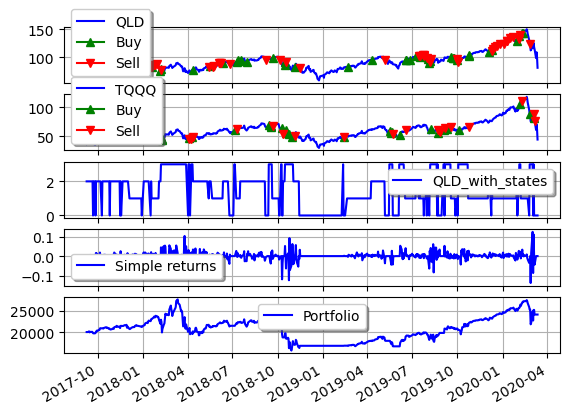 QLD
Buy
Sell
150
100
TQQQ
Buy
Sell
100
50
QLD_with_states
2
0
0.1
0.0
−0.1
Simple returns
Portfolio
25000
20000
2017-10
2018-01
2018-04
2018-07
2018-10
2019-01
2019-04
2019-07
2019-10
2020-01
2020-04